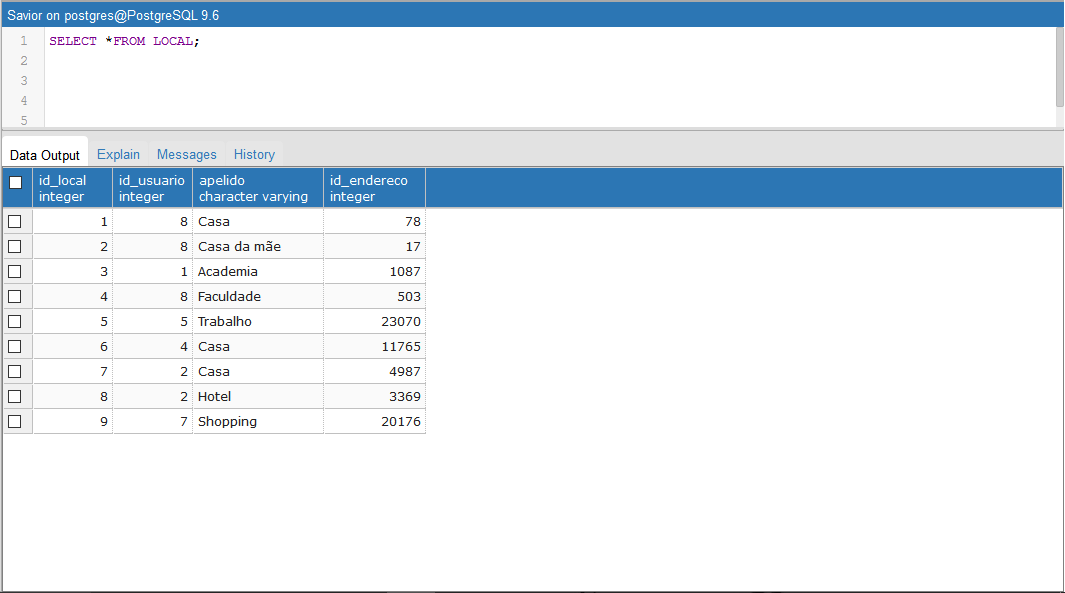 Savior on postgres@PostgreSQL 9.6
1 SELECT *FROM LOCAL;
2
3
4
5
Data Output Explain Messages History
id_local id_usuario apelido id_endereco
integer integer character varying integer
1 8 Casa 78
2 8 Casa da mãe 17
3 1 Academia 1087
4 8 Faculdade 503
5 5 Trabalho 23070
6 4 Casa 11765
7 2 Casa 4987
8 2 Hotel 3369
9 7 Shopping 20176